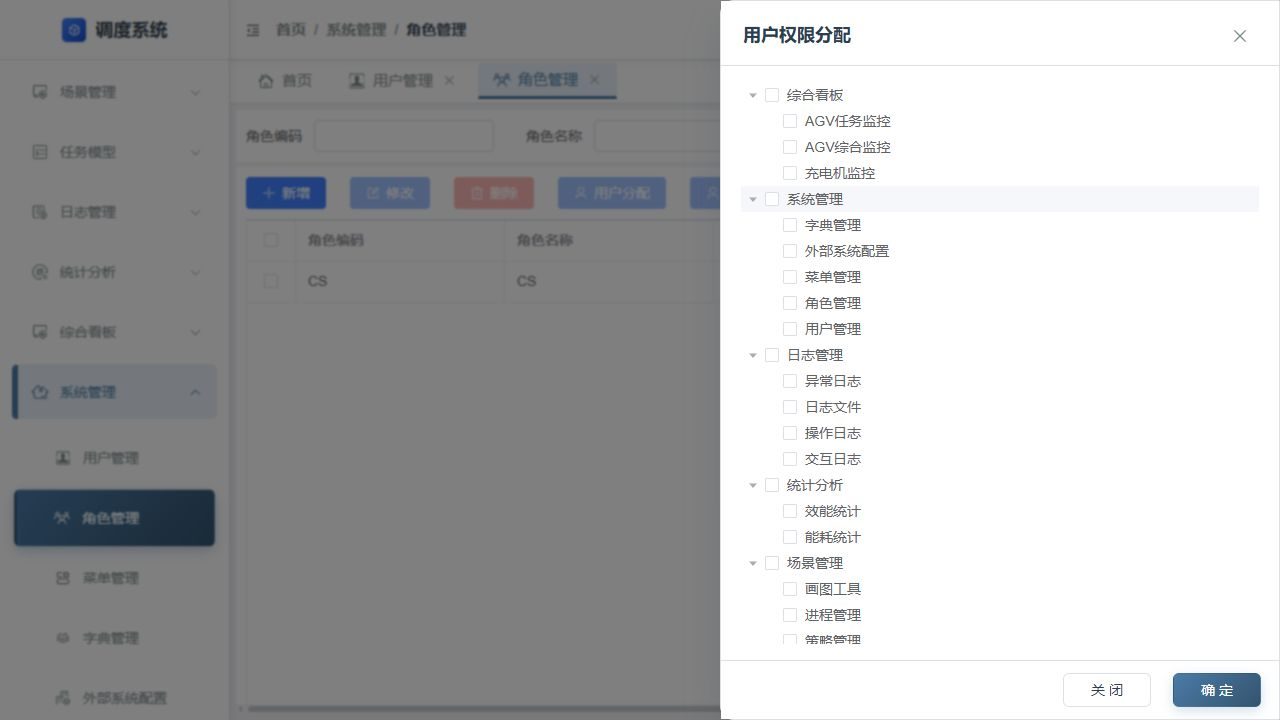 调度系统
场景管理
任务模型
日志管理
统计分析
综合看板
系统管理
用户管理
角色管理
菜单管理
字典管理
外部系统配置
首页 / 系统管理 / 角色管理
首页 用户管理 角色管理
角色编码 角色名称
新增 修改 删除 用户分配
角色编码 角色名称
CS CS
用户权限分配
综合看板
AGV任务监控
AGV综合监控
充电机监控
系统管理
字典管理
外部系统配置
菜单管理
角色管理
用户管理
日志管理
异常日志
日志文件
操作日志
交互日志
统计分析
效能统计
能耗统计
场景管理
画图工具
进程管理
策略管理
关闭 确定